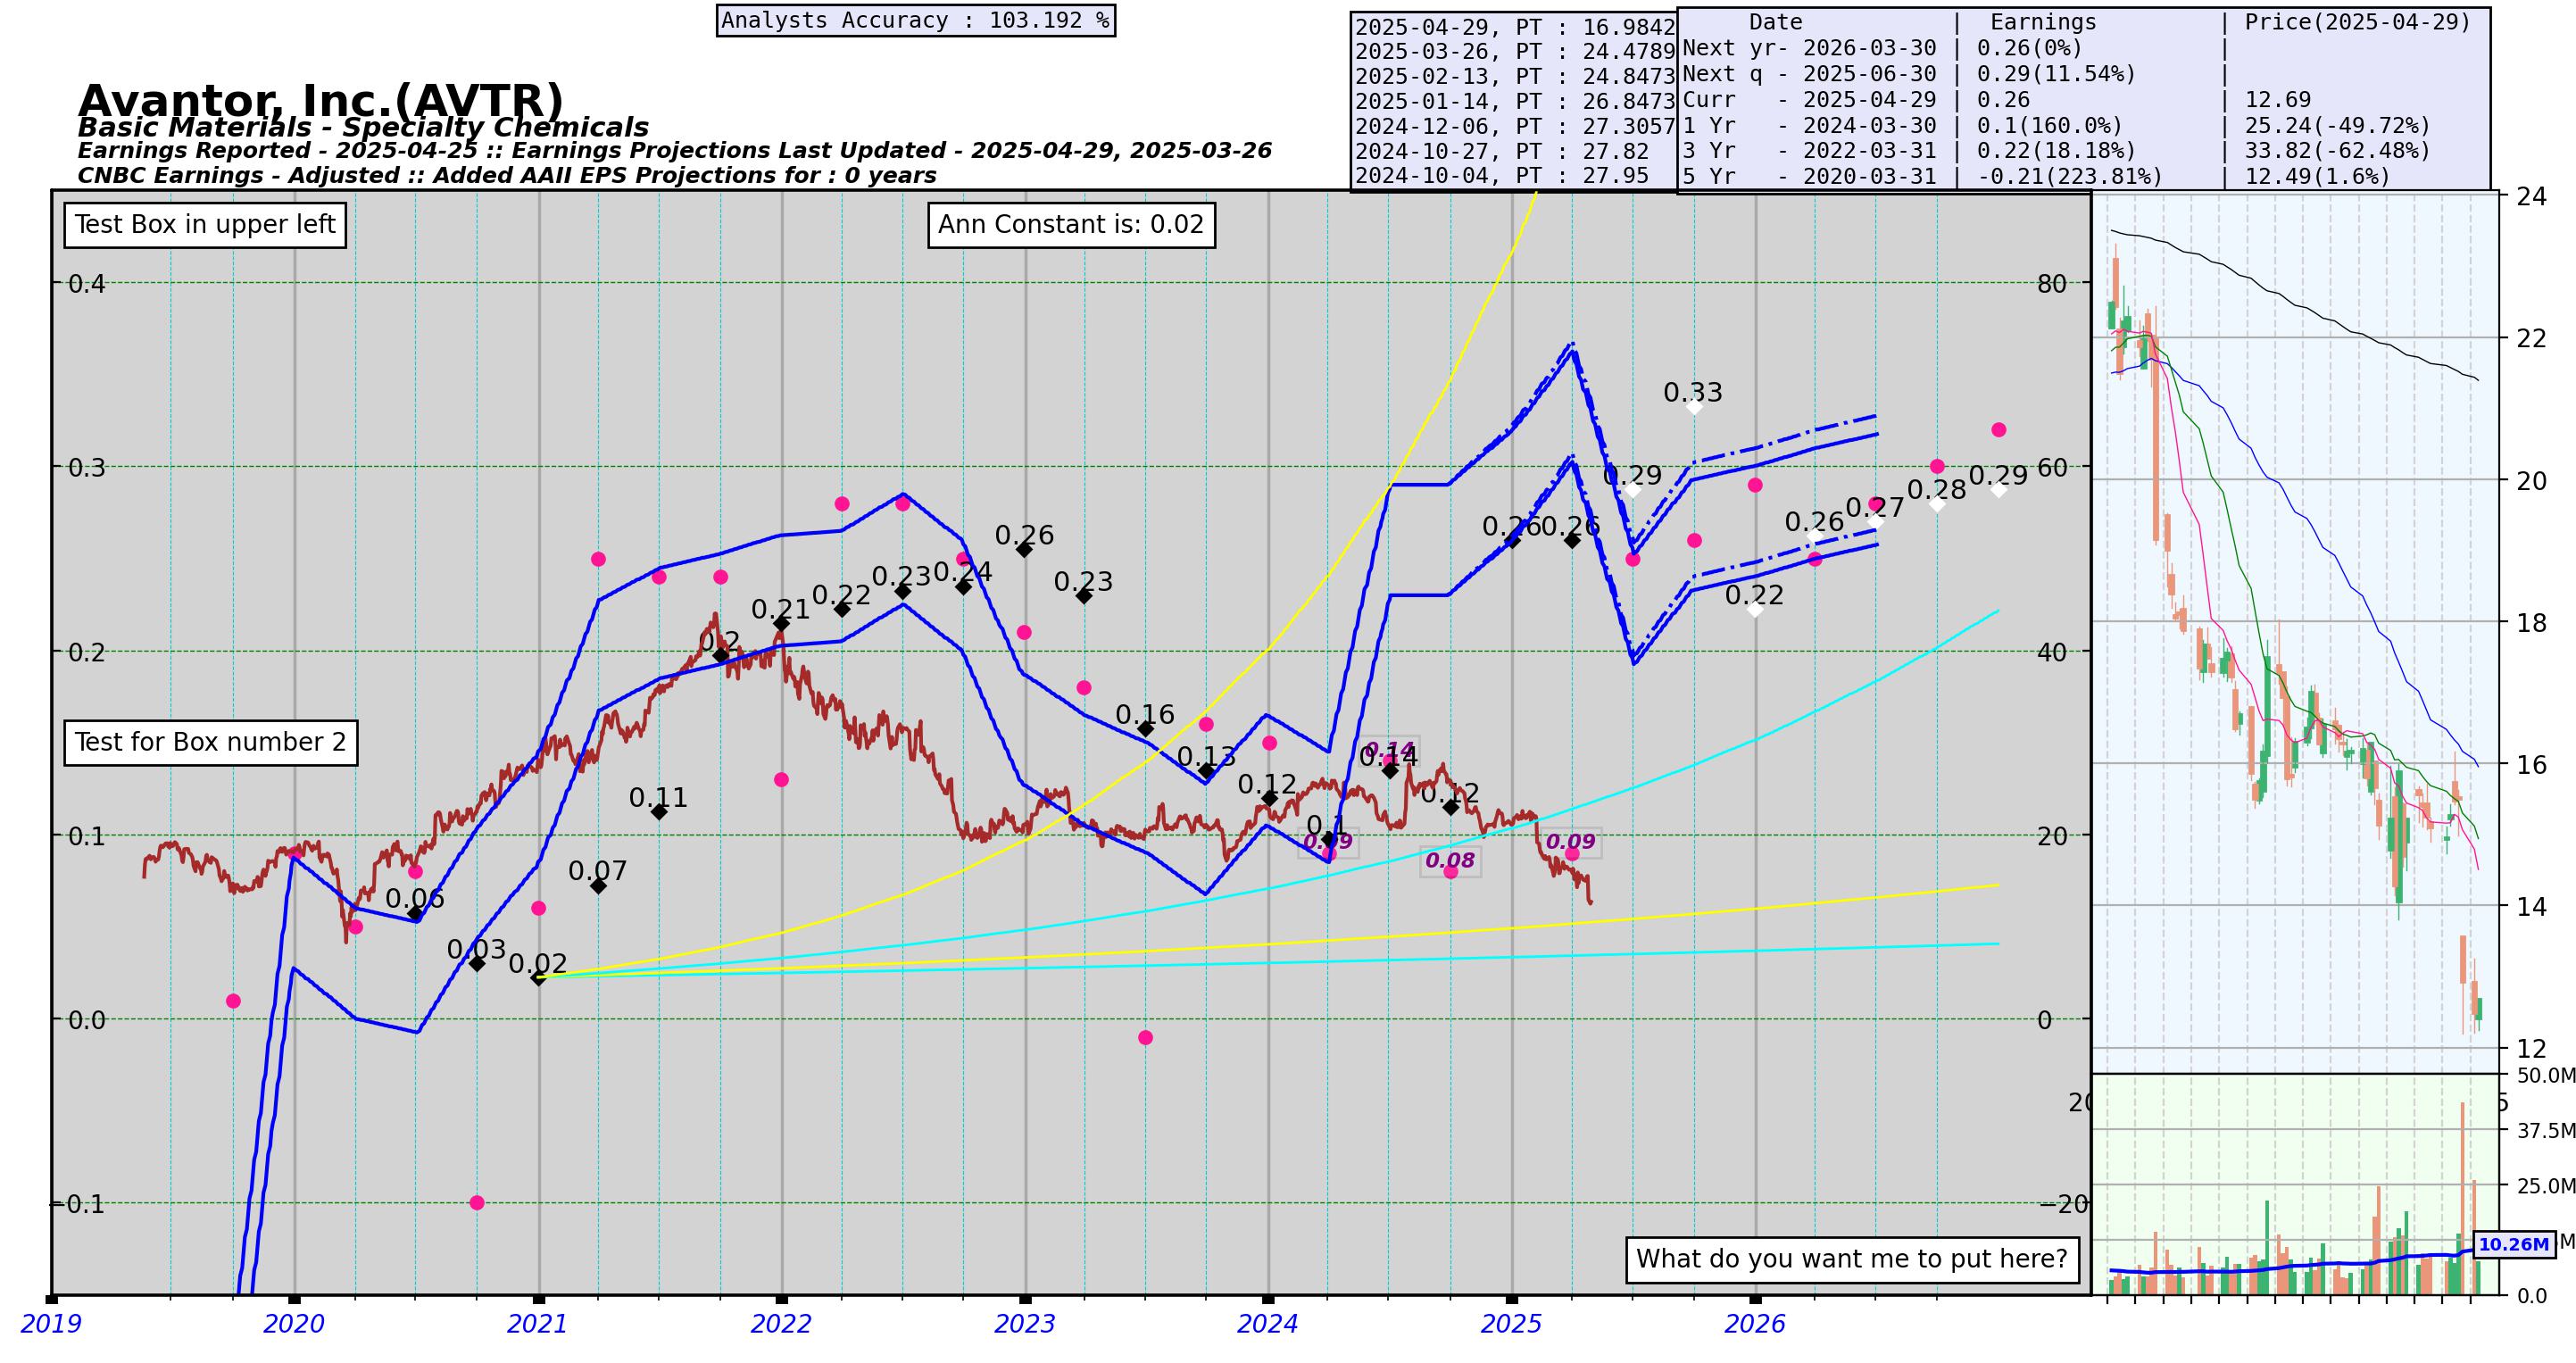 Analysts Accuracy : 103.192 %
2025-04-29, PT : 16.9842
2025-03-26, PT : 24.4789
2025-02-13, PT : 24.8473
2025-01-14, PT : 26.8473
2024-12-06, PT : 27.3057
2024-10-27, PT : 27.82
2024-10-04, PT : 27.95
Date | Earnings | Price(2025-04-29)
Next yr- 2026-03-30 | 0.26(0%) |
Next q - 2025-06-30 | 0.29(11.54%) |
Curr - 2025-04-29 | 0.26 | 12.69
1 Yr - 2024-03-30 | 0.1(160.0%) | 25.24(-49.72%)
3 Yr - 2022-03-31 | 0.22(18.18%) | 33.82(-62.48%)
5 Yr - 2020-03-31 | -0.21(223.81%) | 12.49(1.6%)
Avantor, Inc.(AVTR)
Basic Materials - Specialty Chemicals
Earnings Reported - 2025-04-25 :: Earnings Projections Last Updated - 2025-04-29, 2025-03-26
CNBC Earnings - Adjusted :: Added AAII EPS Projections for : 0 years
Test Box in upper left
Ann Constant is: 0.02
Test for Box number 2
What do you want me to put here?
0.4
0.3
0.2
0.1
0.0
−0.1
80
60
40
20
0
−20
0.06
0.03
0.02
0.07
0.11
0.2
0.21
0.22
0.23
0.24
0.26
0.23
0.16
0.13
0.12
0.1
0.09
0.14
0.14
0.12
0.08
0.26
0.26
0.09
0.29
0.33
0.22
0.26
0.27
0.28
0.29
24
22
20
18
16
14
12
50.0M
37.5M
25.0M
10.26M
0.0
2019
2020
2021
2022
2023
2024
2025
2026